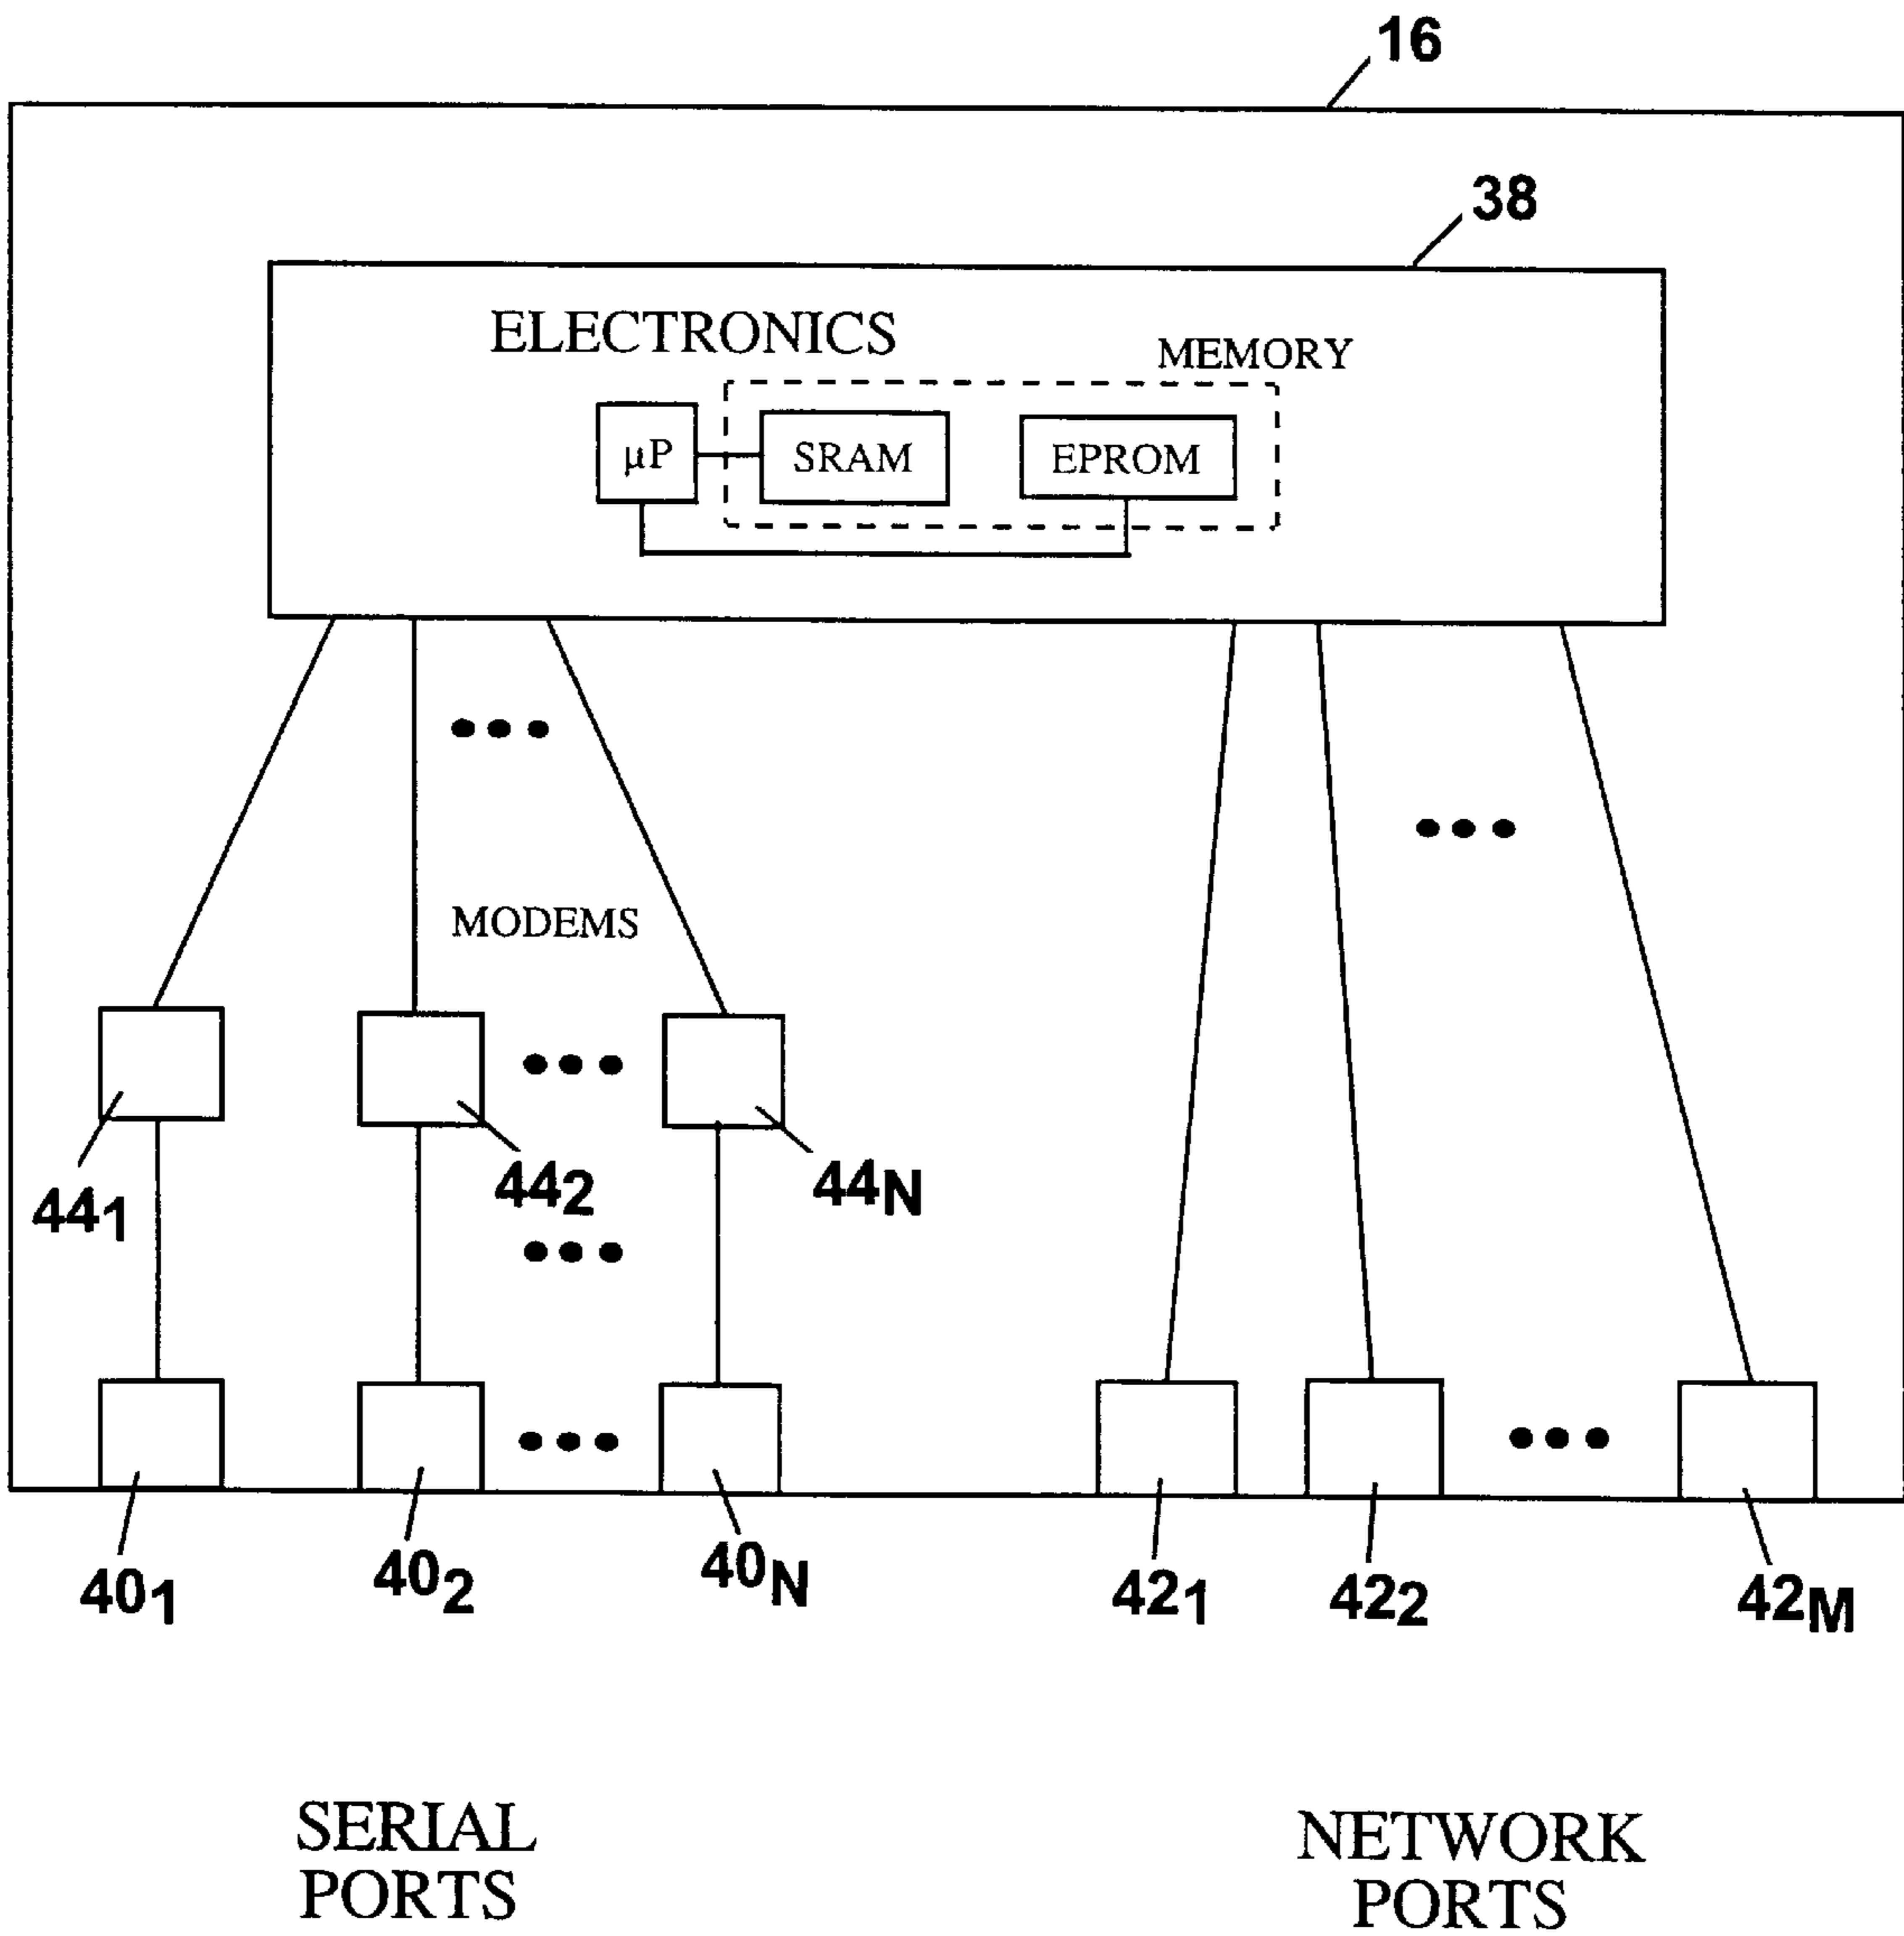 16
38
ELECTRONICS
MEMORY
μP
SRAM
EPROM
MODEMS
44₁
44₂
44N
40₁
40₂
40N
42₁
42₂
42M
SERIAL
PORTS
NETWORK
PORTS